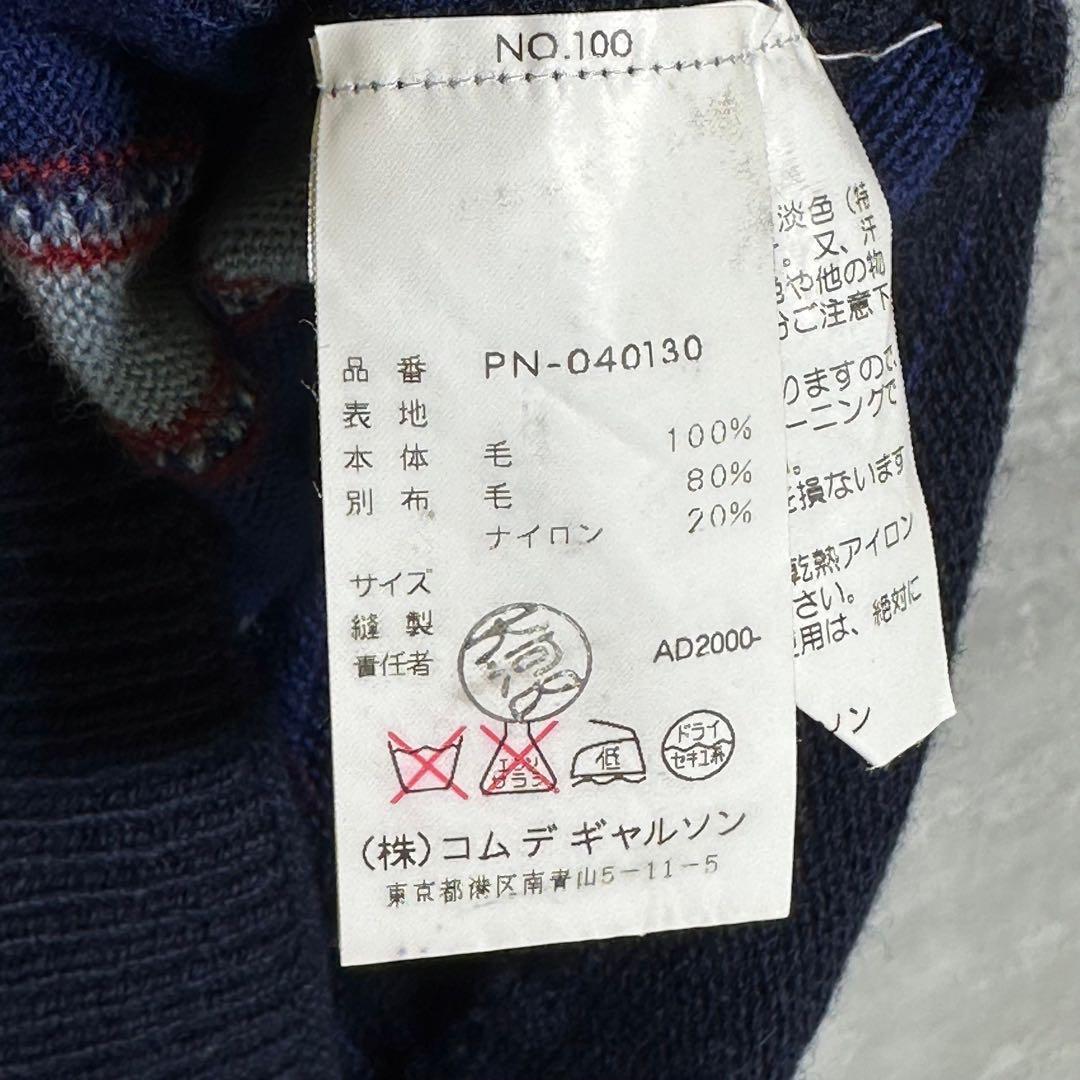 NO.100
品番 PN-040130
表地
本体 毛 100%
別布 毛 80%
ナイロン 20%
サイズ
縫製
責任者
AD2000-
低
ドライ
セキユ系
(株)コム デ ギャルソン
東京都港区南青山5-11-5
淡色(特
。又、汗
や他の物
ご注意下
りますので、
ーニングで
を損ないます
乾熱アイロン
さい。
用は、絶対に
ソン